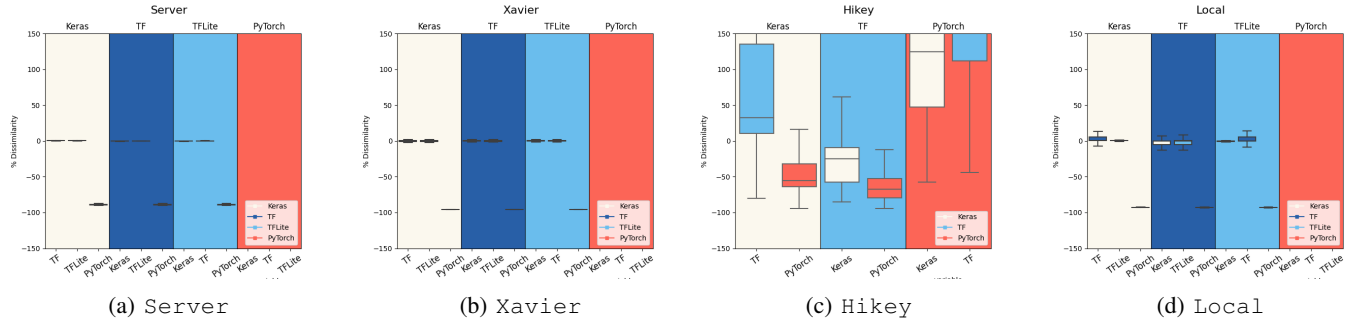 Server
Keras TF TFLite PyTorch
% Dissimilarity
150
100
50
0
−50
−100
−150
Keras
TF
TFLite
PyTorch
TF TFLite PyTorch Keras TFLite PyTorch Keras TF PyTorch Keras TF TFLite
(a) Server
Xavier
Keras TF TFLite PyTorch
% Dissimilarity
150
100
50
0
−50
−100
−150
Keras
TF
TFLite
PyTorch
TF TFLite PyTorch Keras TFLite PyTorch Keras TF PyTorch Keras TF TFLite
(b) Xavier
Hikey
Keras TF PyTorch
% Dissimilarity
150
100
50
0
−50
−100
−150
Keras
TF
TFLite
PyTorch
TF PyTorch Keras PyTorch Keras TF
(c) Hikey
Local
Keras TF TFLite PyTorch
% Dissimilarity
150
100
50
0
−50
−100
−150
Keras
TF
TFLite
PyTorch
TF TFLite PyTorch Keras TFLite PyTorch Keras TF PyTorch Keras TF TFLite
(d) Local